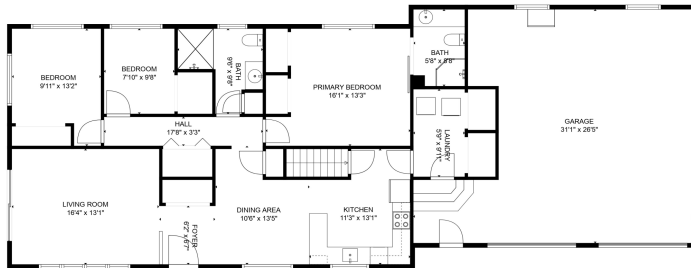 BATH
5'8" x 8'8"
BEDROOM
9'11" x 13'2"
BEDROOM
7'10" x 9'8"
BATH
9'6" x 9'8"
PRIMARY BEDROOM
16'1" x 13'3"
GARAGE
31'1" x 26'5"
HALL
17'8" x 3'3"
LAUNDRY
5'9" x 9'11"
LIVING ROOM
16'4" x 13'1"
FOYER
6'2" x 6'7"
DINING AREA
10'6" x 13'5"
KITCHEN
11'3" x 13'1"